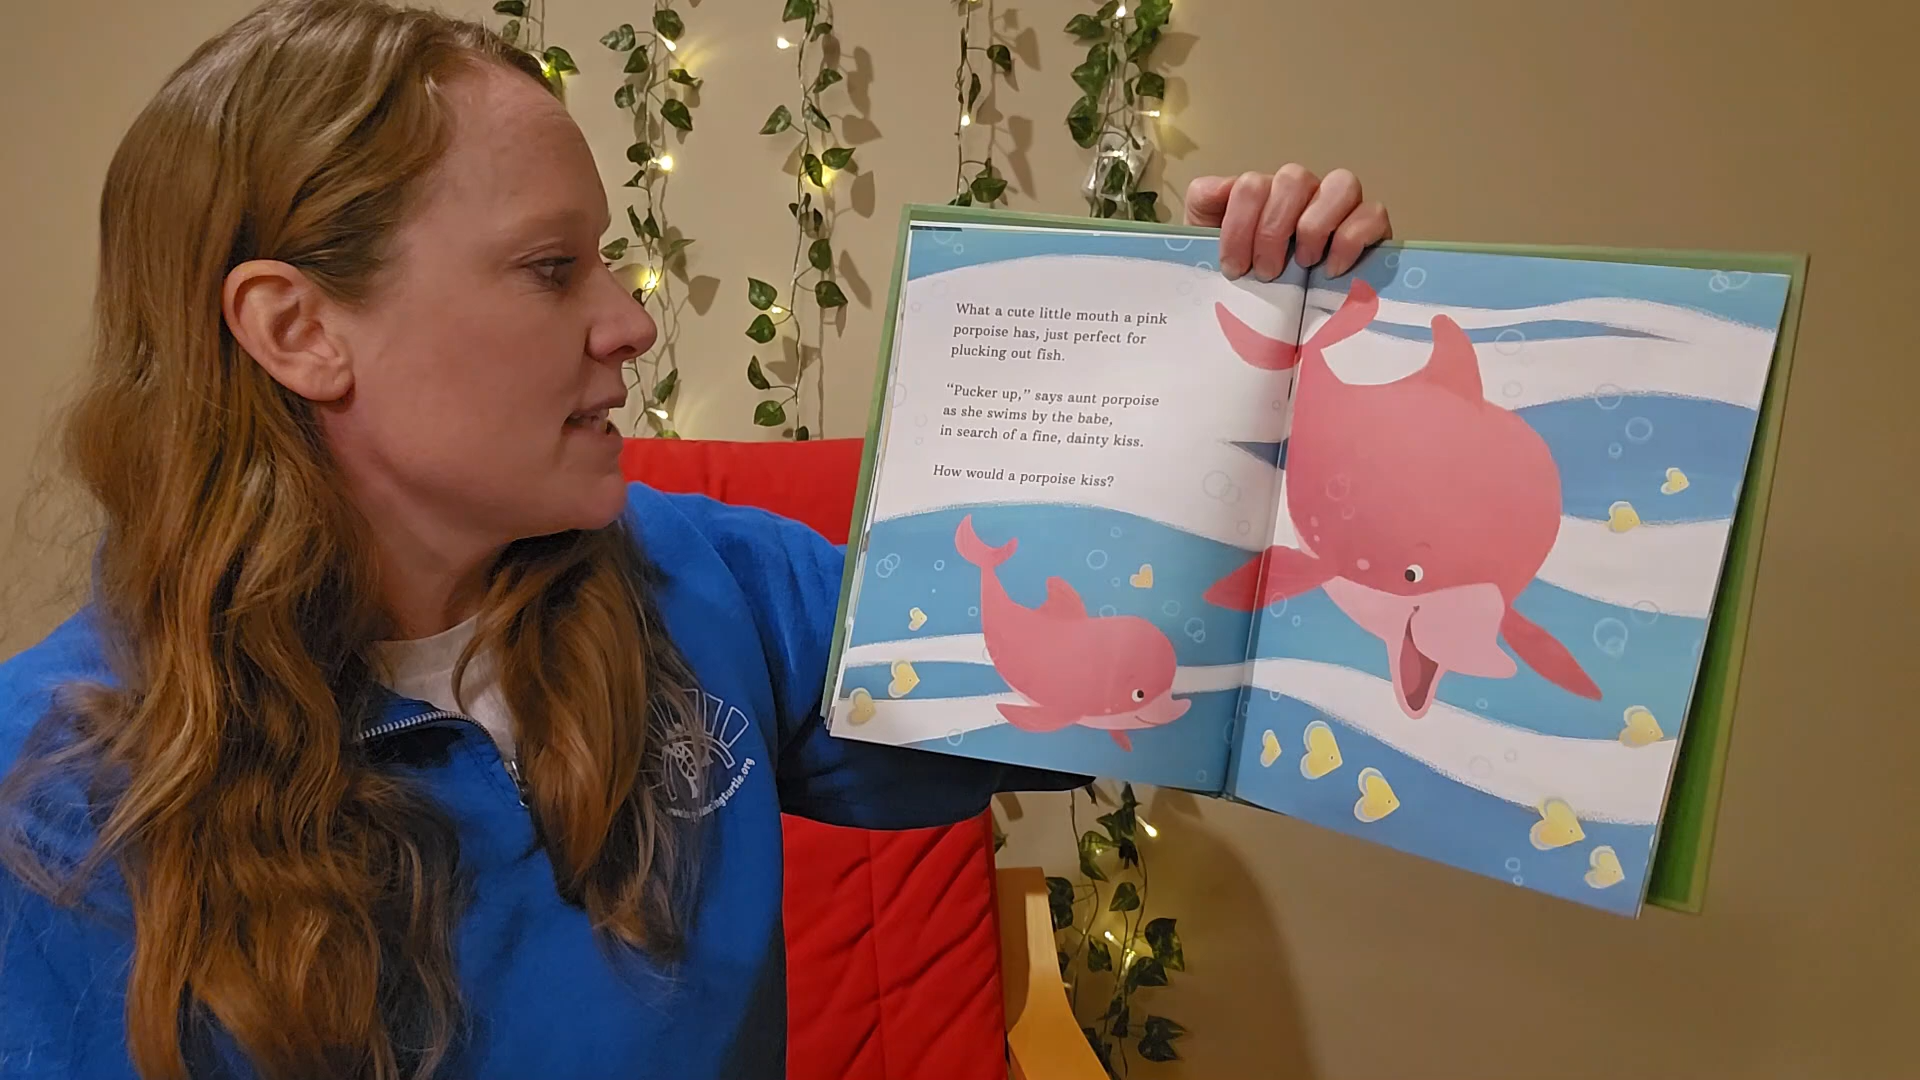 What a cute little mouth a pink
porpoise has, just perfect for
plucking out fish.
“Pucker up,” says aunt porpoise
as she swims by the babe,
in search of a fine, dainty kiss.
How would a porpoise kiss?